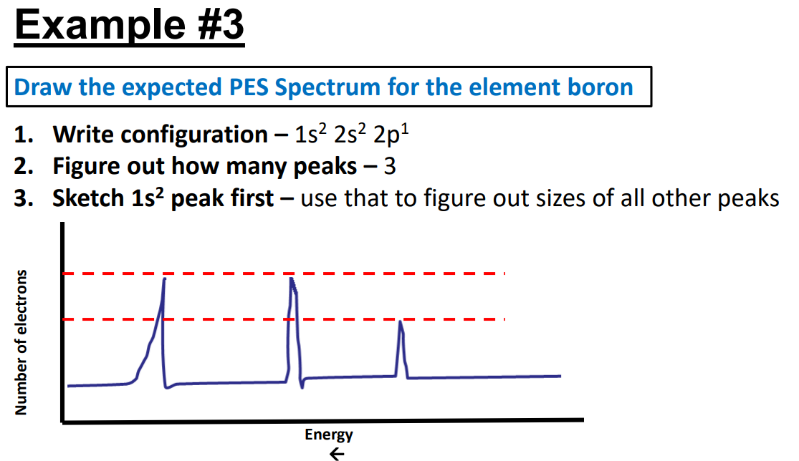 Example #3
Draw the expected PES Spectrum for the element boron
1. Write configuration – 1s² 2s² 2p¹
2. Figure out how many peaks – 3
3. Sketch 1s² peak first – use that to figure out sizes of all other peaks
Number of electrons
Energy
←